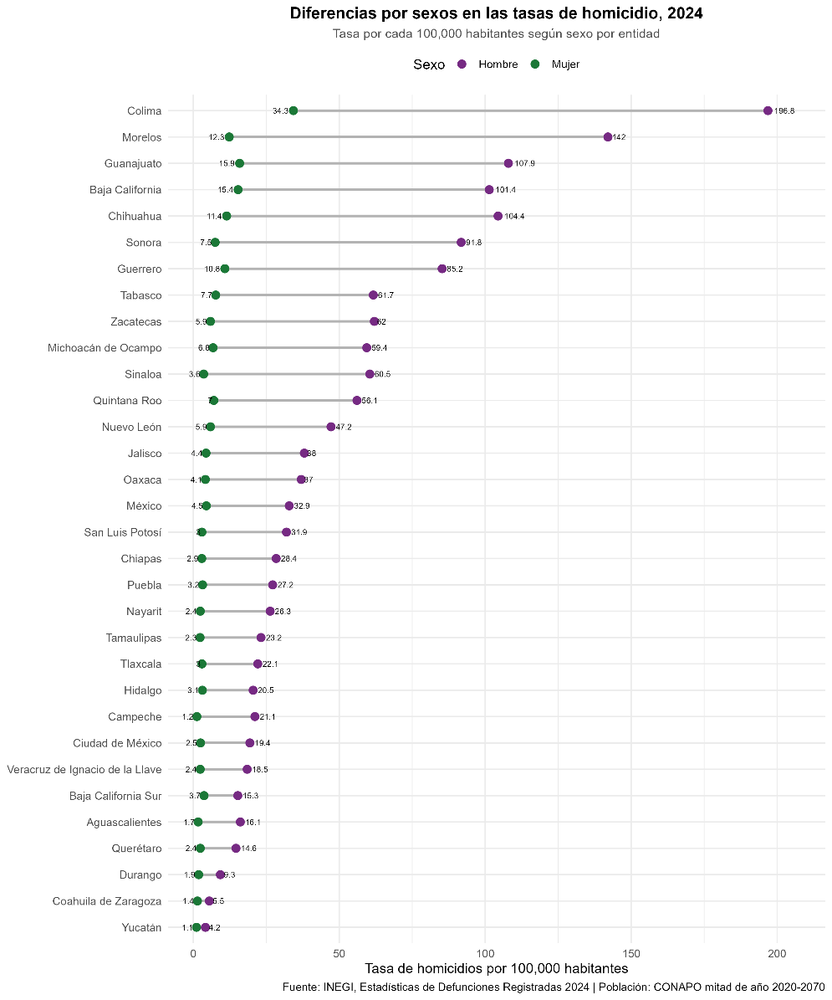 Diferencias por sexos en las tasas de homicidio, 2024
Tasa por cada 100,000 habitantes según sexo por entidad
Sexo Hombre Mujer
Colima 34.3 196.8
Morelos 12.3 142
Guanajuato 15.9 107.9
Baja California 15.4 101.4
Chihuahua 11.4 104.4
Sonora 7.5 91.8
Guerrero 10.8 85.2
Tabasco 7.7 61.7
Zacatecas 5.9 62
Michoacán de Ocampo 6.8 59.4
Sinaloa 3.6 60.5
Quintana Roo 7 56.1
Nuevo León 5.9 47.2
Jalisco 4.4 38
Oaxaca 4.1 37
México 4.5 32.9
San Luis Potosí 3 31.9
Chiapas 2.9 28.4
Puebla 3.2 27.2
Nayarit 2.4 26.3
Tamaulipas 2.3 23.2
Tlaxcala 3 22.1
Hidalgo 3.1 20.5
Campeche 1.2 21.1
Ciudad de México 2.5 19.4
Veracruz de Ignacio de la Llave 2.4 18.5
Baja California Sur 3.7 15.3
Aguascalientes 1.7 16.1
Querétaro 2.4 14.6
Durango 1.9 9.3
Coahuila de Zaragoza 1.4 5.5
Yucatán 1.1 4.2
0 50 100 150 200
Tasa de homicidios por 100,000 habitantes
Fuente: INEGI, Estadísticas de Defunciones Registradas 2024 | Población: CONAPO mitad de año 2020-2070